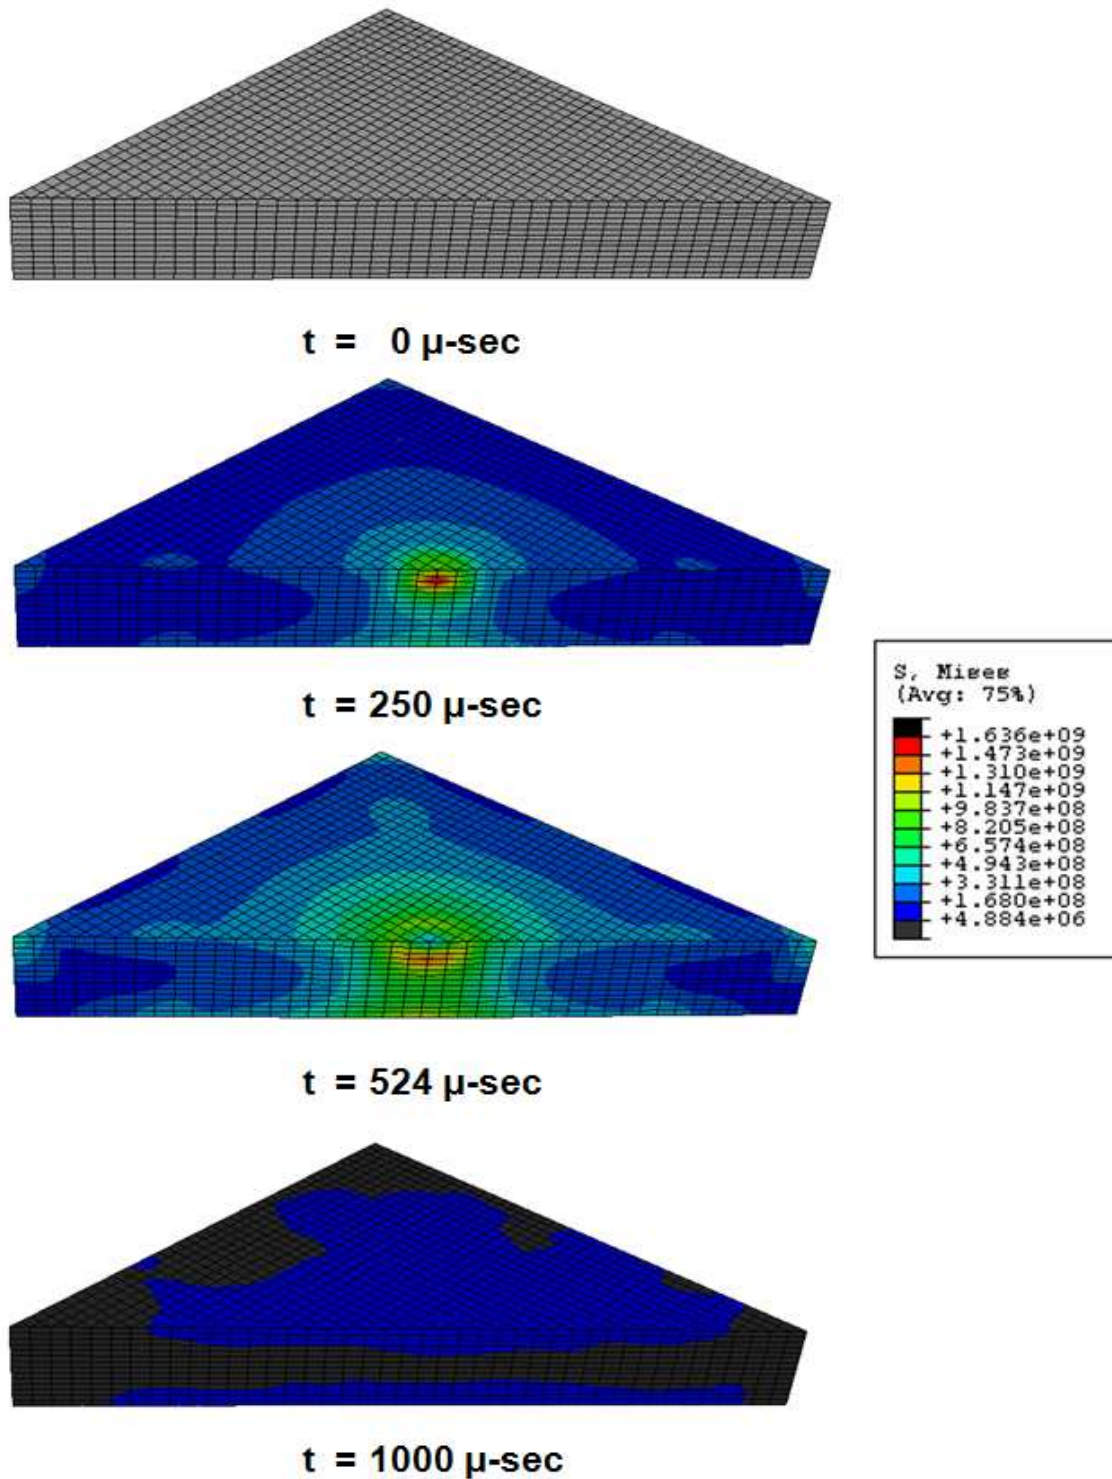 t = 0 μ-sec
t = 250 μ-sec
S, Mises
(Avg: 75%)
+1.636e+09
+1.473e+09
+1.310e+09
+1.147e+09
+9.837e+08
+8.205e+08
+6.574e+08
+4.943e+08
+3.311e+08
+1.680e+08
+4.884e+06
t = 524 μ-sec
t = 1000 μ-sec